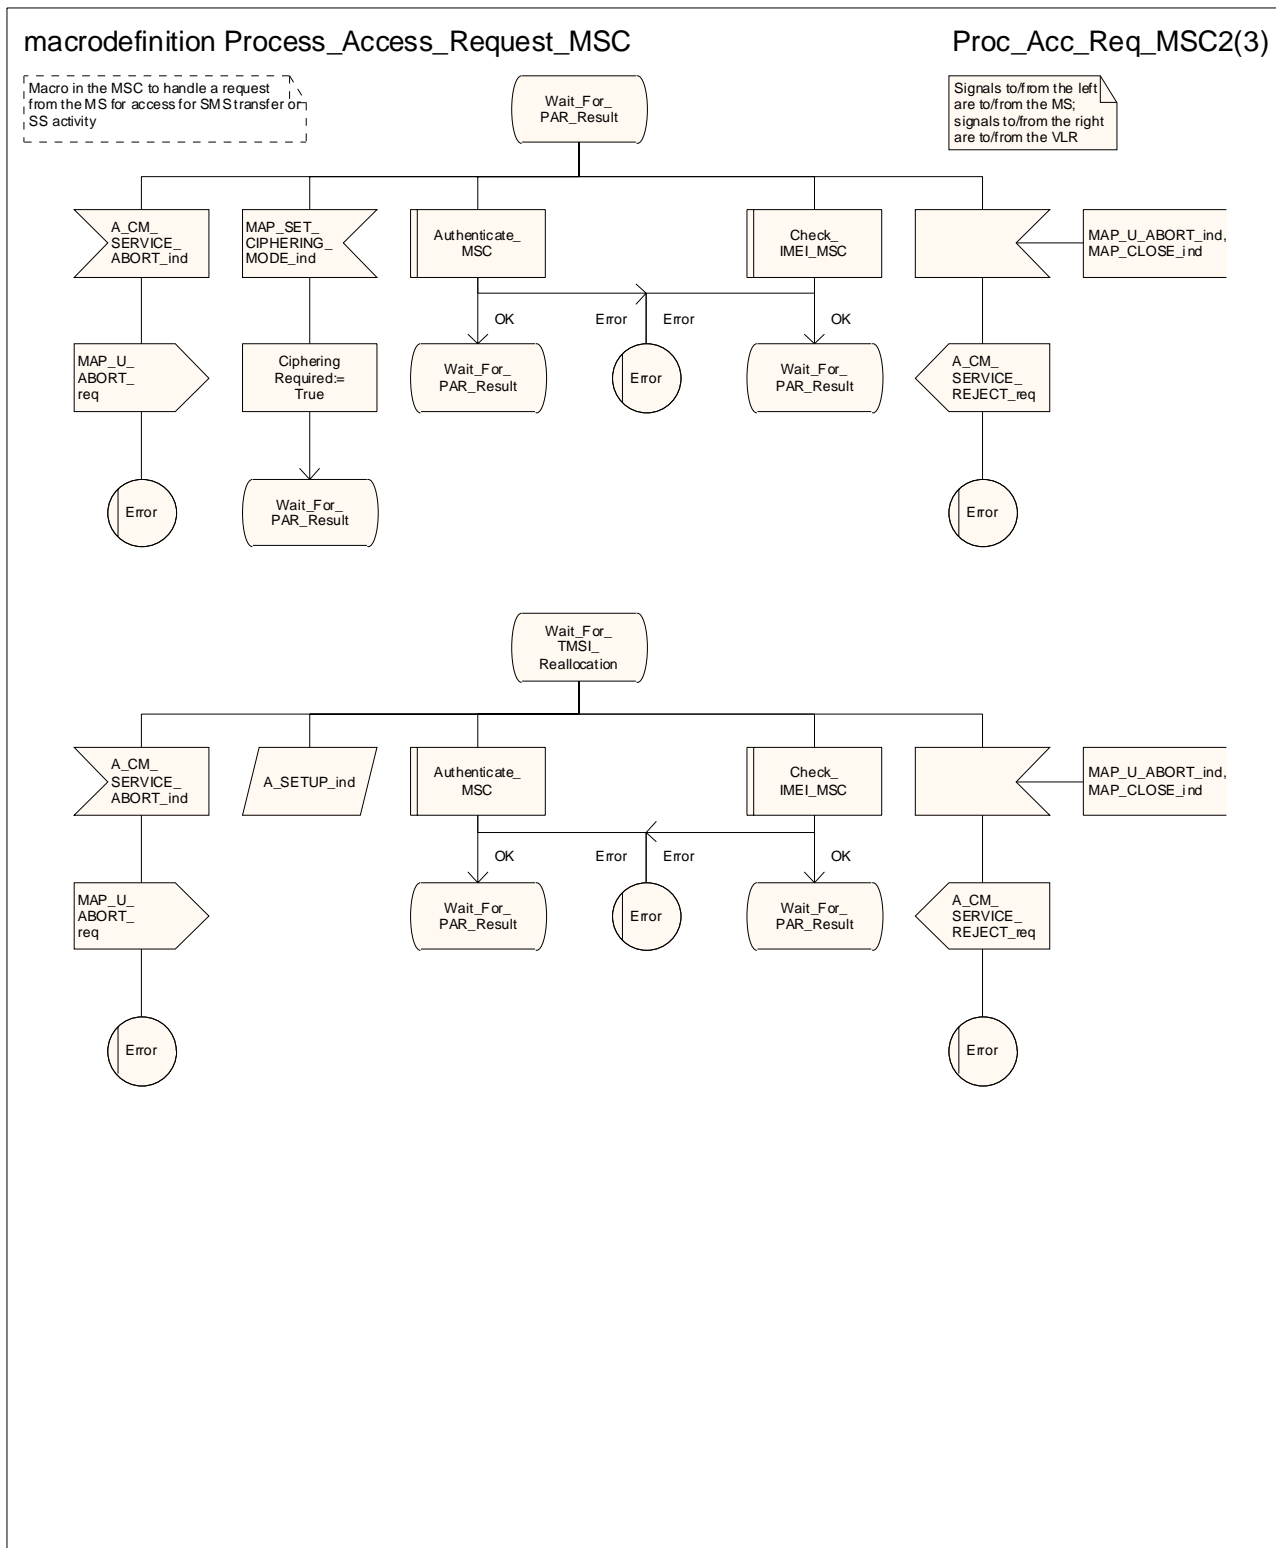 macrodefinition Process_Access_Request_MSC
Proc_Acc_Req_MSC2(3)
Macro in the MSC to handle a request
from the MS for access for SMS transfer or
SS activity
Wait_For_
PAR_Result
Signals to/from the left
are to/from the MS;
signals to/from the right
are to/from the VLR
A_CM_
SERVICE_
ABORT_ind
MAP_SET_
CIPHERING_
MODE_ind
Authenticate_
MSC
Check_
IMEI_MSC
MAP_U_ABORT_ind,
MAP_CLOSE_ind
OK
Error
Error
OK
MAP_U_
ABORT_
req
Ciphering
Required:=
True
Wait_For_
PAR_Result
Error
Wait_For_
PAR_Result
A_CM_
SERVICE_
REJECT_req
Error
Wait_For_
PAR_Result
Error
Wait_For_
TMSI_
Reallocation
A_CM_
SERVICE_
ABORT_ind
A_SETUP_ind
Authenticate_
MSC
Check_
IMEI_MSC
MAP_U_ABORT_ind,
MAP_CLOSE_ind
OK
Error
Error
OK
MAP_U_
ABORT_
req
Wait_For_
PAR_Result
Error
Wait_For_
PAR_Result
A_CM_
SERVICE_
REJECT_req
Error
Error